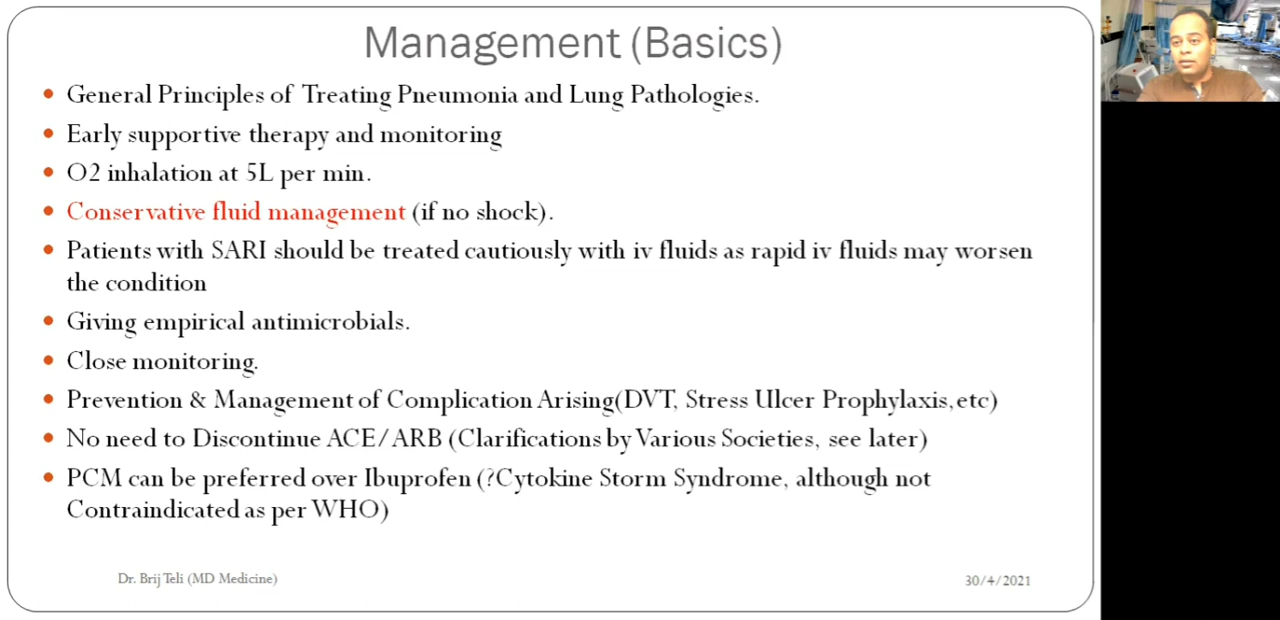 Management (Basics)
General Principles of Treating Pneumonia and Lung Pathologies.
Early supportive therapy and monitoring
O2 inhalation at 5L per min.
Conservative fluid management (if no shock).
Patients with SARI should be treated cautiously with iv fluids as rapid iv fluids may worsen
the condition
Giving empirical antimicrobials.
Close monitoring.
Prevention & Management of Complication Arising(DVT, Stress Ulcer Prophylaxis,etc)
No need to Discontinue ACE/ARB (Clarifications by Various Societies, see later)
PCM can be preferred over Ibuprofen (?Cytokine Storm Syndrome, although not
Contraindicated as per WHO)
Dr. Brij Teli (MD Medicine)
30/4/2021